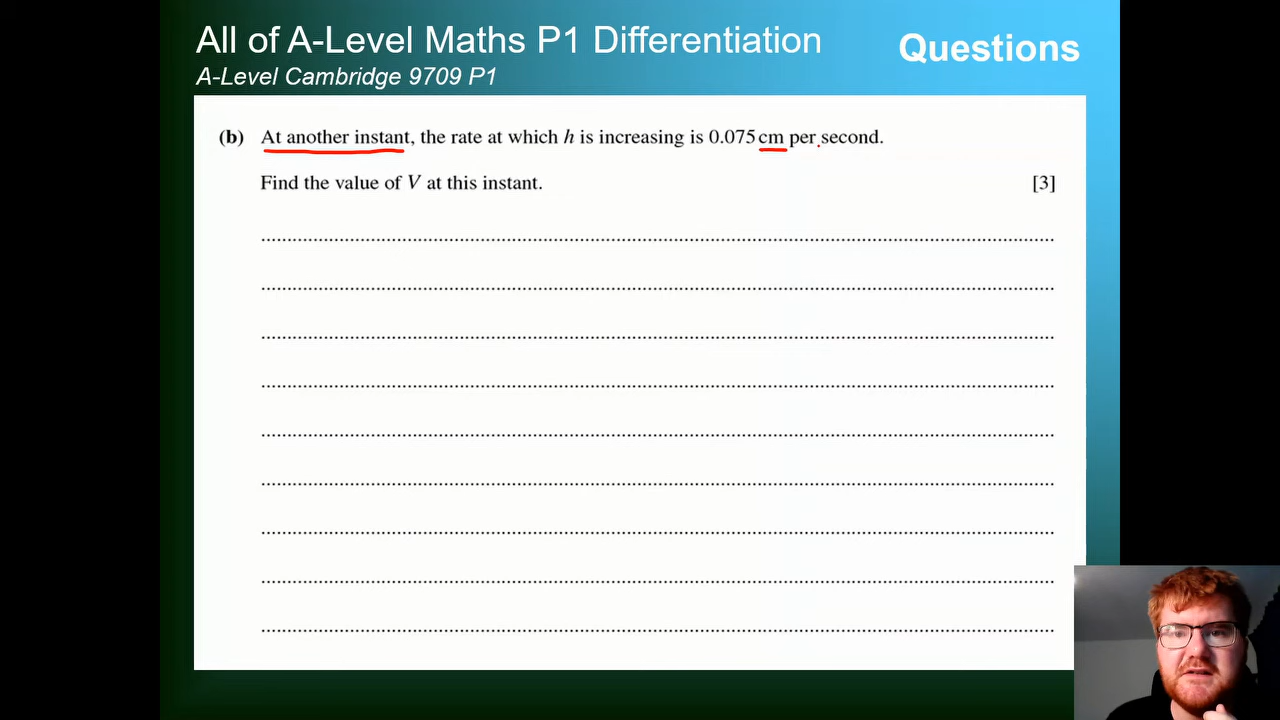 All of A-Level Maths P1 Differentiation
Questions
A-Level Cambridge 9709 P1
(b) At another instant, the rate at which h is increasing is 0.075 cm per second.
Find the value of V at this instant. [3]